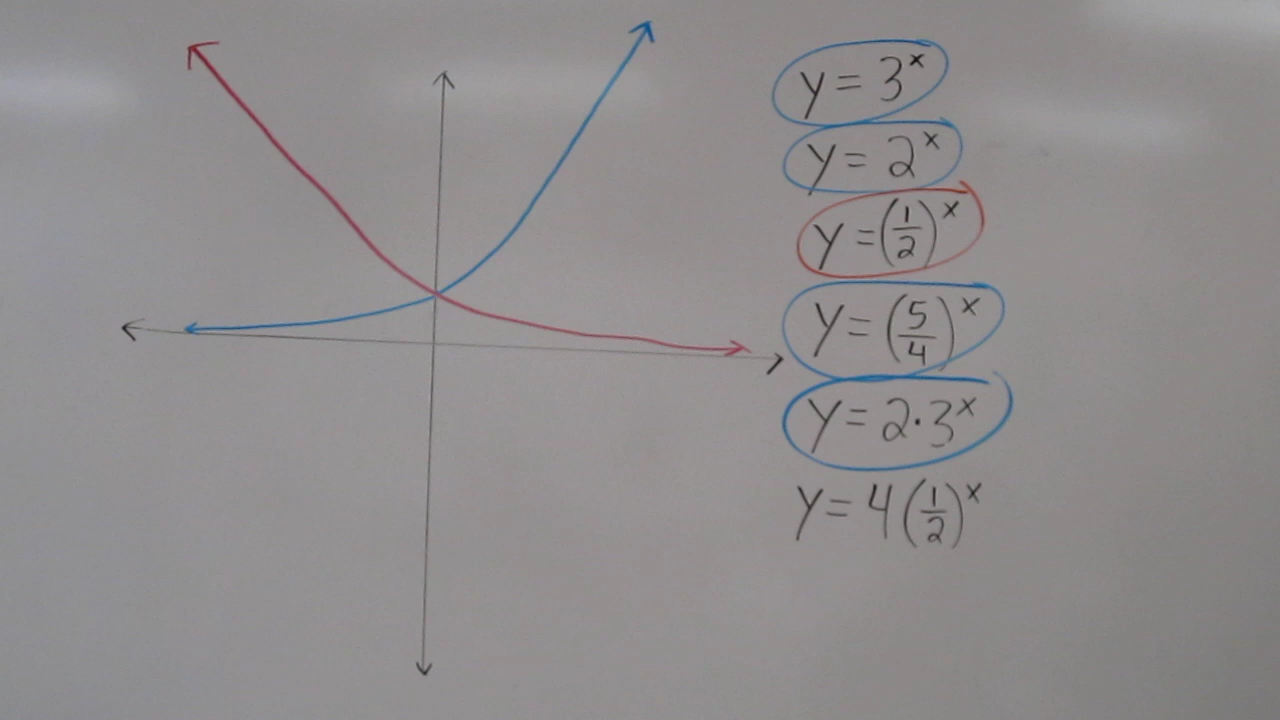 y = 3^x
y = 2^x
y = (1/2)^x
y = (5/4)^x
y = 2·3^x
y = 4(1/2)^x